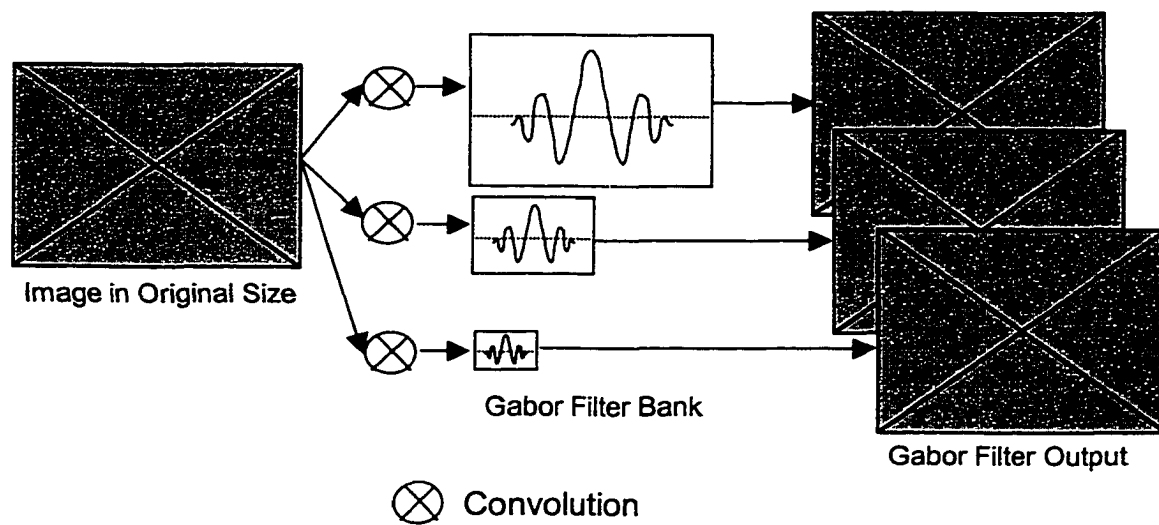 Image in Original Size
Gabor Filter Bank
Gabor Filter Output
Convolution